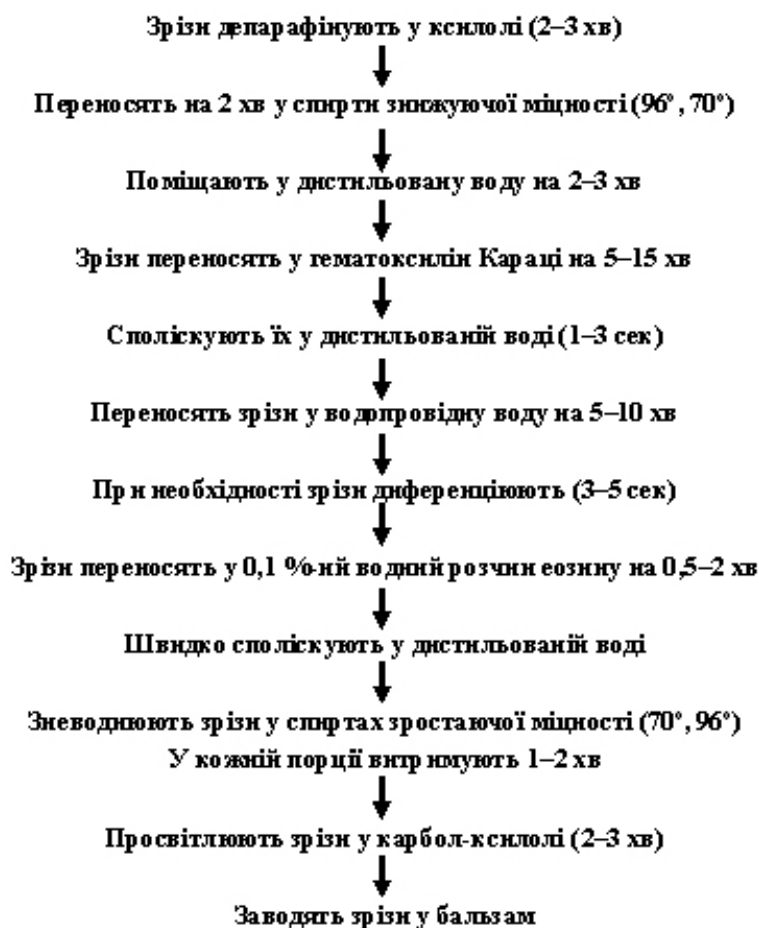 Зрізи депарафінують у ксилолі (2–3 хв)
Переносять на 2 хв у спирти знижуючої міцності (96°, 70°)
Поміщають у дистильовану воду на 2–3 хв
Зрізи переносять у гематоксилін Караці на 5–15 хв
Споліскують їх у дистильованій воді (1–3 сек)
Переносять зрізи у водопровідну воду на 5–10 хв
При необхідності зрізи диференціюють (3–5 сек)
Зрізи переносять у 0,1 %-ий водний розчин еозину на 0,5–2 хв
Швидко споліскують у дистильованій воді
Зневоднюють зрізи у спиртах зростаючої міцності (70°, 96°)
У кожній порції витримують 1–2 хв
Просвітлюють зрізи у карбол-ксилолі (2–3 хв)
Заводять зрізи у бальзам